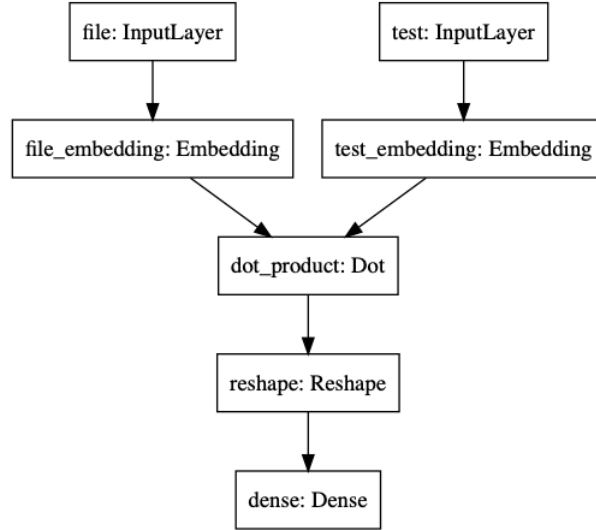 file: InputLayer
test: InputLayer
file_embedding: Embedding
test_embedding: Embedding
dot_product: Dot
reshape: Reshape
dense: Dense